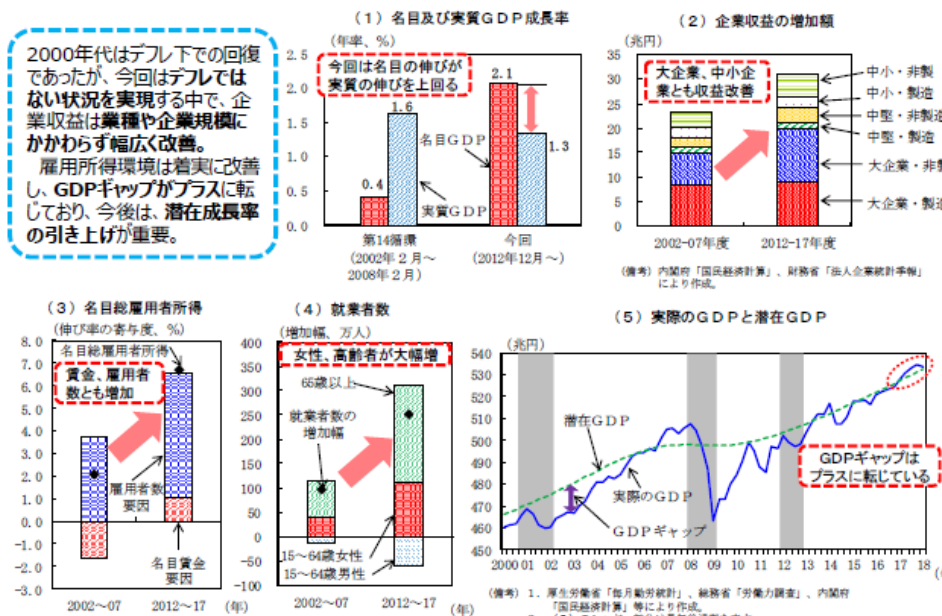 2000年代はデフレ下での回復
であったが、今回はデフレでは
ない状況を実現する中で、企
業収益は業種や企業規模に
かかわらず幅広く改善。
雇用所得環境は着実に改善
し、GDPギャップがプラスに転
じており、今後は、潜在成長率
の引き上げが重要。
（1）名目及び実質ＧＤＰ成長率
（年率、％）
今回は名目の伸びが
実質の伸びを上回る
2.5
2.0
1.5
1.0
0.5
0.0
0.4
1.6
2.1
1.3
名目ＧＤＰ
実質ＧＤＰ
第14循環
（2002年２月～
2008年２月）
今回
（2012年12月～）
（2）企業収益の増加額
（兆円）
大企業、中小企
業とも収益改善
35
30
25
20
15
10
5
0
中小・非製
中小・製造
中堅・非製造
中堅・製造
大企業・非製
大企業・製造
2002-07年度
2012-17年度
（備考）内閣府「国民経済計算」、財務省「法人企業統計季報」
により作成。
（3）名目総雇用者所得
（伸び率の寄与度、％）
8.0
7.0
6.0
5.0
4.0
3.0
2.0
1.0
0.0
-1.0
-2.0
-3.0
名目総雇用者所得
賃金、雇用者
数とも増加
雇用者数
要因
名目賃金
要因
2002～07
2012～17
（年）
（4）就業者数
（増加幅、万人）
400
350
300
250
200
150
100
50
0
-50
-100
女性、高齢者が大幅増
65歳以上
就業者数の
増加幅
15～64歳女性
15～64歳男性
2002～07
2012～17
（年）
（5）実際のＧＤＰと潜在ＧＤＰ
（兆円）
540
530
520
510
500
490
480
470
460
450
潜在ＧＤＰ
実際のＧＤＰ
ＧＤＰギャップ
GDPギャップは
プラスに転じている
2000 01 02 03 04 05 06 07 08 09 10 11 12 13 14 15 16 17 18
（備考）１．厚生労働省「毎月勤労統計」、総務省「労働力調査」、内閣府
「国民経済計算」等により作成。